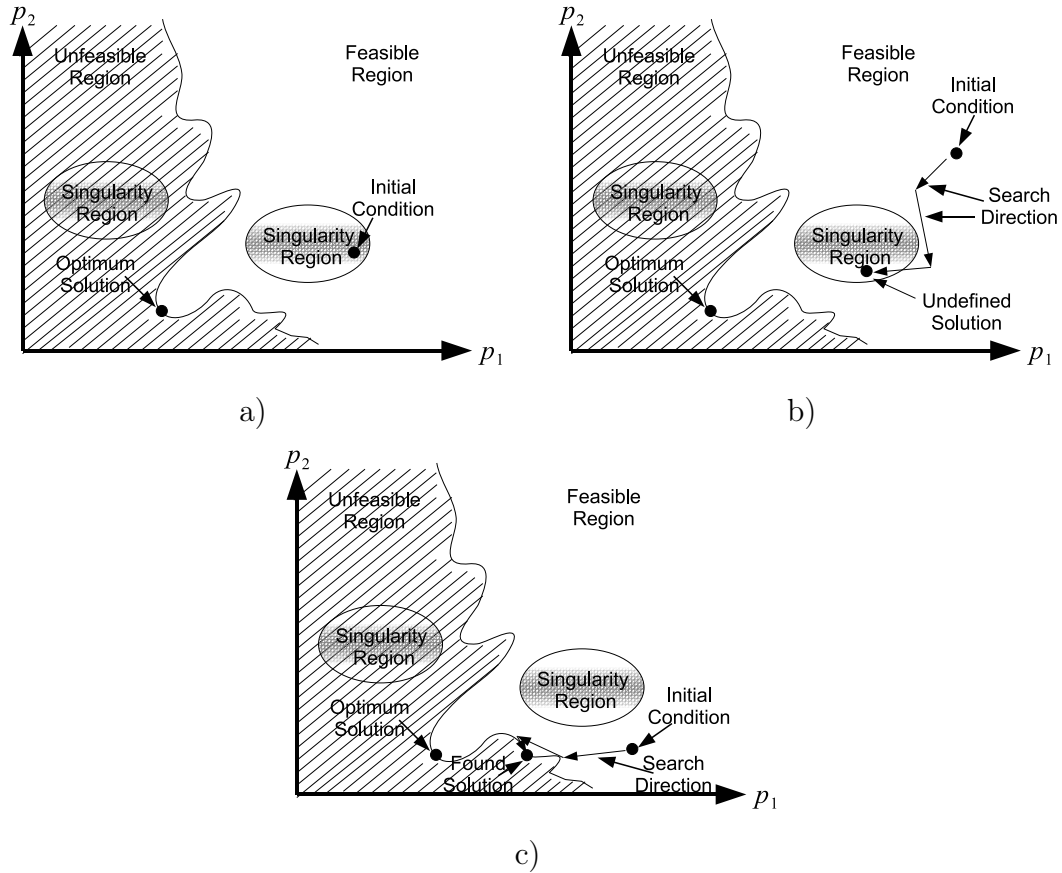 p2
Unfeasible
Region
Feasible
Region
Singularity
Region
Initial
Condition
Singularity
Region
Optimum
Solution
p1
a)
p2
Unfeasible
Region
Feasible
Region
Initial
Condition
Singularity
Region
Search
Direction
Singularity
Region
Optimum
Solution
Undefined
Solution
p1
b)
p2
Unfeasible
Region
Feasible
Region
Singularity
Region
Singularity
Region
Initial
Condition
Optimum
Solution
Found
Solution
Search
Direction
p1
c)